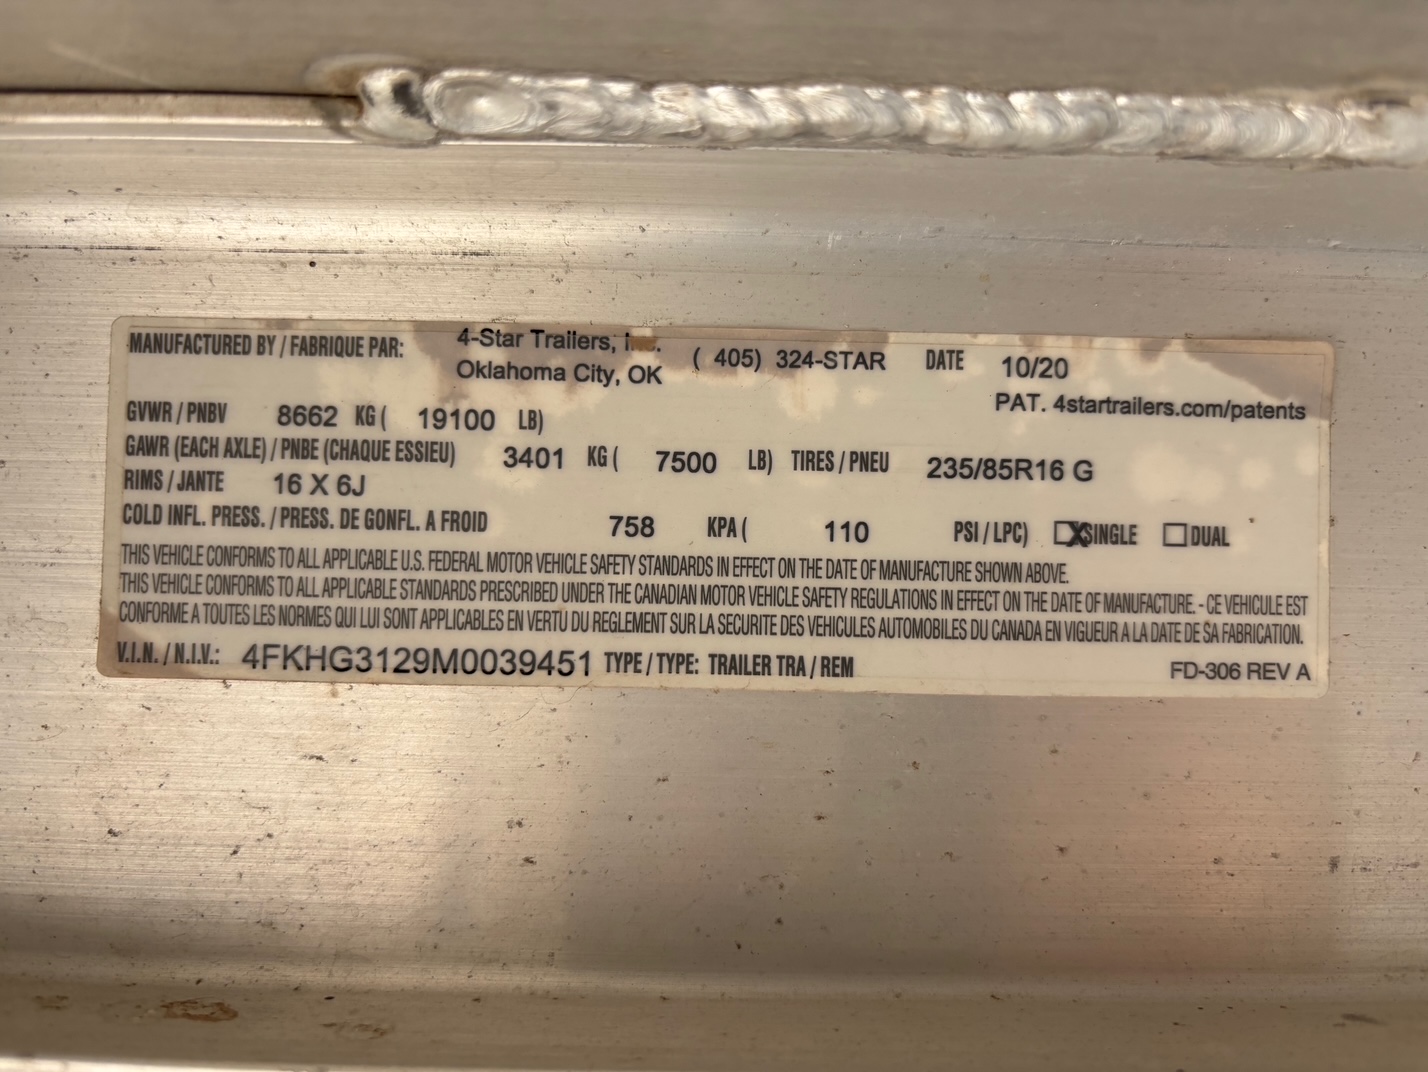 MANUFACTURED BY / FABRIQUE PAR: 4-Star Trailers, Inc. ( 405) 324-STAR DATE 10/20
Oklahoma City, OK
PAT. 4startrailers.com/patents
GVWR / PNBV 8662 KG ( 19100 LB)
GAWR (EACH AXLE) / PNBE (CHAQUE ESSIEU) 3401 KG ( 7500 LB) TIRES / PNEU 235/85R16 G
RIMS / JANTE 16 X 6J
COLD INFL. PRESS. / PRESS. DE GONFL. A FROID 758 KPA ( 110 PSI / LPC) ☒ SINGLE ☐ DUAL
THIS VEHICLE CONFORMS TO ALL APPLICABLE U.S. FEDERAL MOTOR VEHICLE SAFETY STANDARDS IN EFFECT ON THE DATE OF MANUFACTURE SHOWN ABOVE.
THIS VEHICLE CONFORMS TO ALL APPLICABLE STANDARDS PRESCRIBED UNDER THE CANADIAN MOTOR VEHICLE SAFETY REGULATIONS IN EFFECT ON THE DATE OF MANUFACTURE. - CE VEHICULE EST
CONFORME A TOUTES LES NORMES QUI LUI SONT APPLICABLES EN VERTU DU REGLEMENT SUR LA SECURITE DES VEHICULES AUTOMOBILES DU CANADA EN VIGUEUR A LA DATE DE SA FABRICATION.
V.I.N. / N.I.V.: 4FKHG3129M0039451 TYPE / TYPE: TRAILER TRA / REM FD-306 REV A